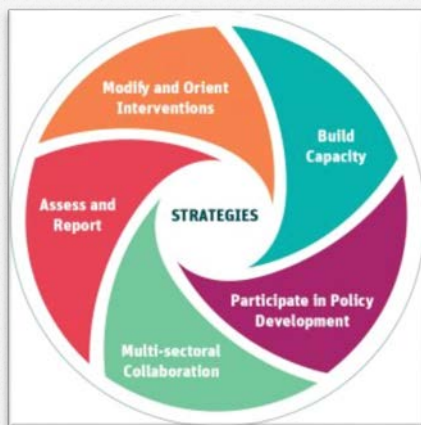 Modify and Orient
Interventions
Build
Capacity
Assess and
Report
STRATEGIES
Participate in Policy
Development
Multi-sectoral
Collaboration